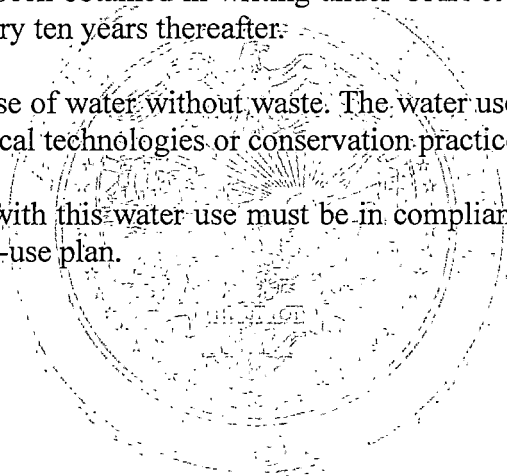 ry ten years thereafter.
se of water without waste. The water use
cal technologies or conservation practice
with this water use must be in complian
-use plan.